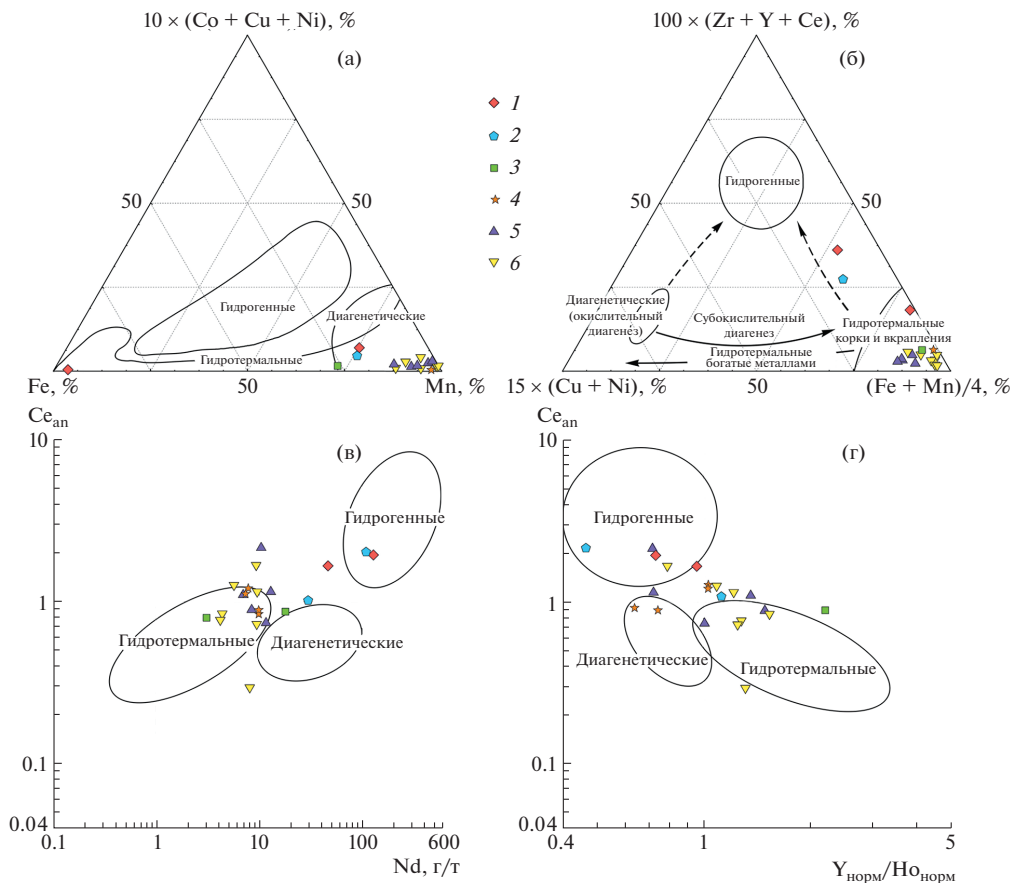 10 × (Co + Cu + Ni), %
(а)
50
50
Гидрогенные
Диагенетические
Гидротермальные
Fe, %
50
Mn, %
1
2
3
4
5
6
100 × (Zr + Y + Ce), %
(б)
50
50
Гидрогенные
Диагенетические
(окислительный
диагенез)
Субокислительный
диагенез
Гидротермальные
корки и вкрапления
Гидротермальные
богатые металлами
15 × (Cu + Ni), %
50
(Fe + Mn)/4, %
Ce_an
(в)
10
1
0.1
0.04
Гидрогенные
Гидротермальные
Диагенетические
0.1
1
10
100
600
Nd, г/т
Ce_an
(г)
10
1
0.1
0.04
Гидрогенные
Диагенетические
Гидротермальные
0.4
1
5
Y_норм/Ho_норм